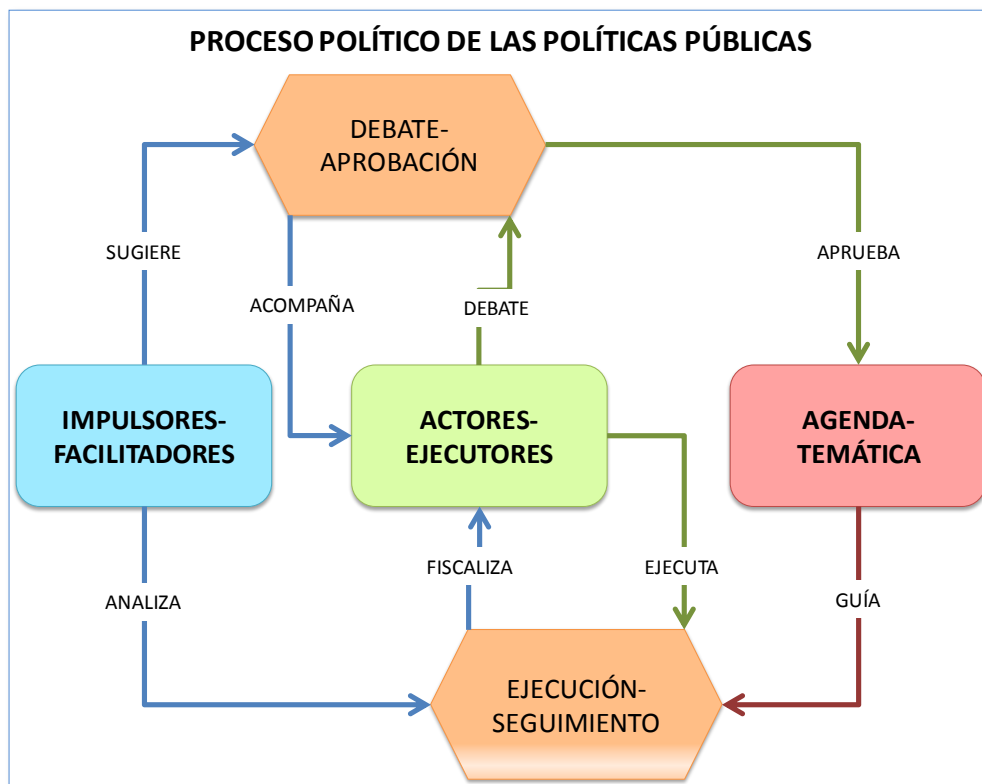 PROCESO POLÍTICO DE LAS POLÍTICAS PÚBLICAS
DEBATE-
APROBACIÓN
SUGIERE
APRUEBA
ACOMPAÑA
DEBATE
IMPULSORES-
FACILITADORES
ACTORES-
EJECUTORES
AGENDA-
TEMÁTICA
FISCALIZA
EJECUTA
ANALIZA
GUÍA
EJECUCIÓN-
SEGUIMIENTO